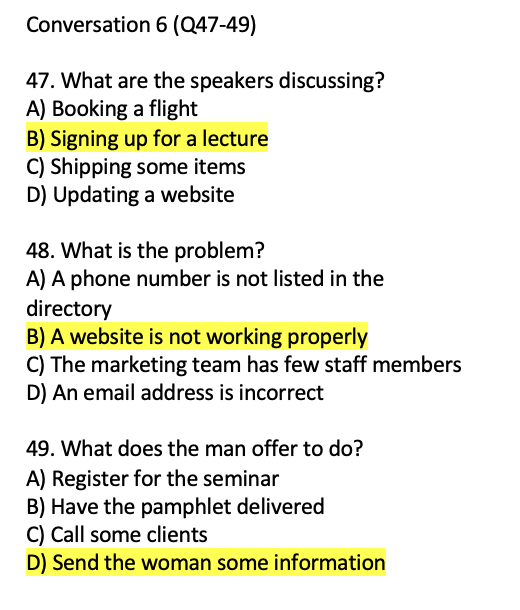 Conversation 6 (Q47-49)
47. What are the speakers discussing?
A) Booking a flight
B) Signing up for a lecture
C) Shipping some items
D) Updating a website
48. What is the problem?
A) A phone number is not listed in the
directory
B) A website is not working properly
C) The marketing team has few staff members
D) An email address is incorrect
49. What does the man offer to do?
A) Register for the seminar
B) Have the pamphlet delivered
C) Call some clients
D) Send the woman some information